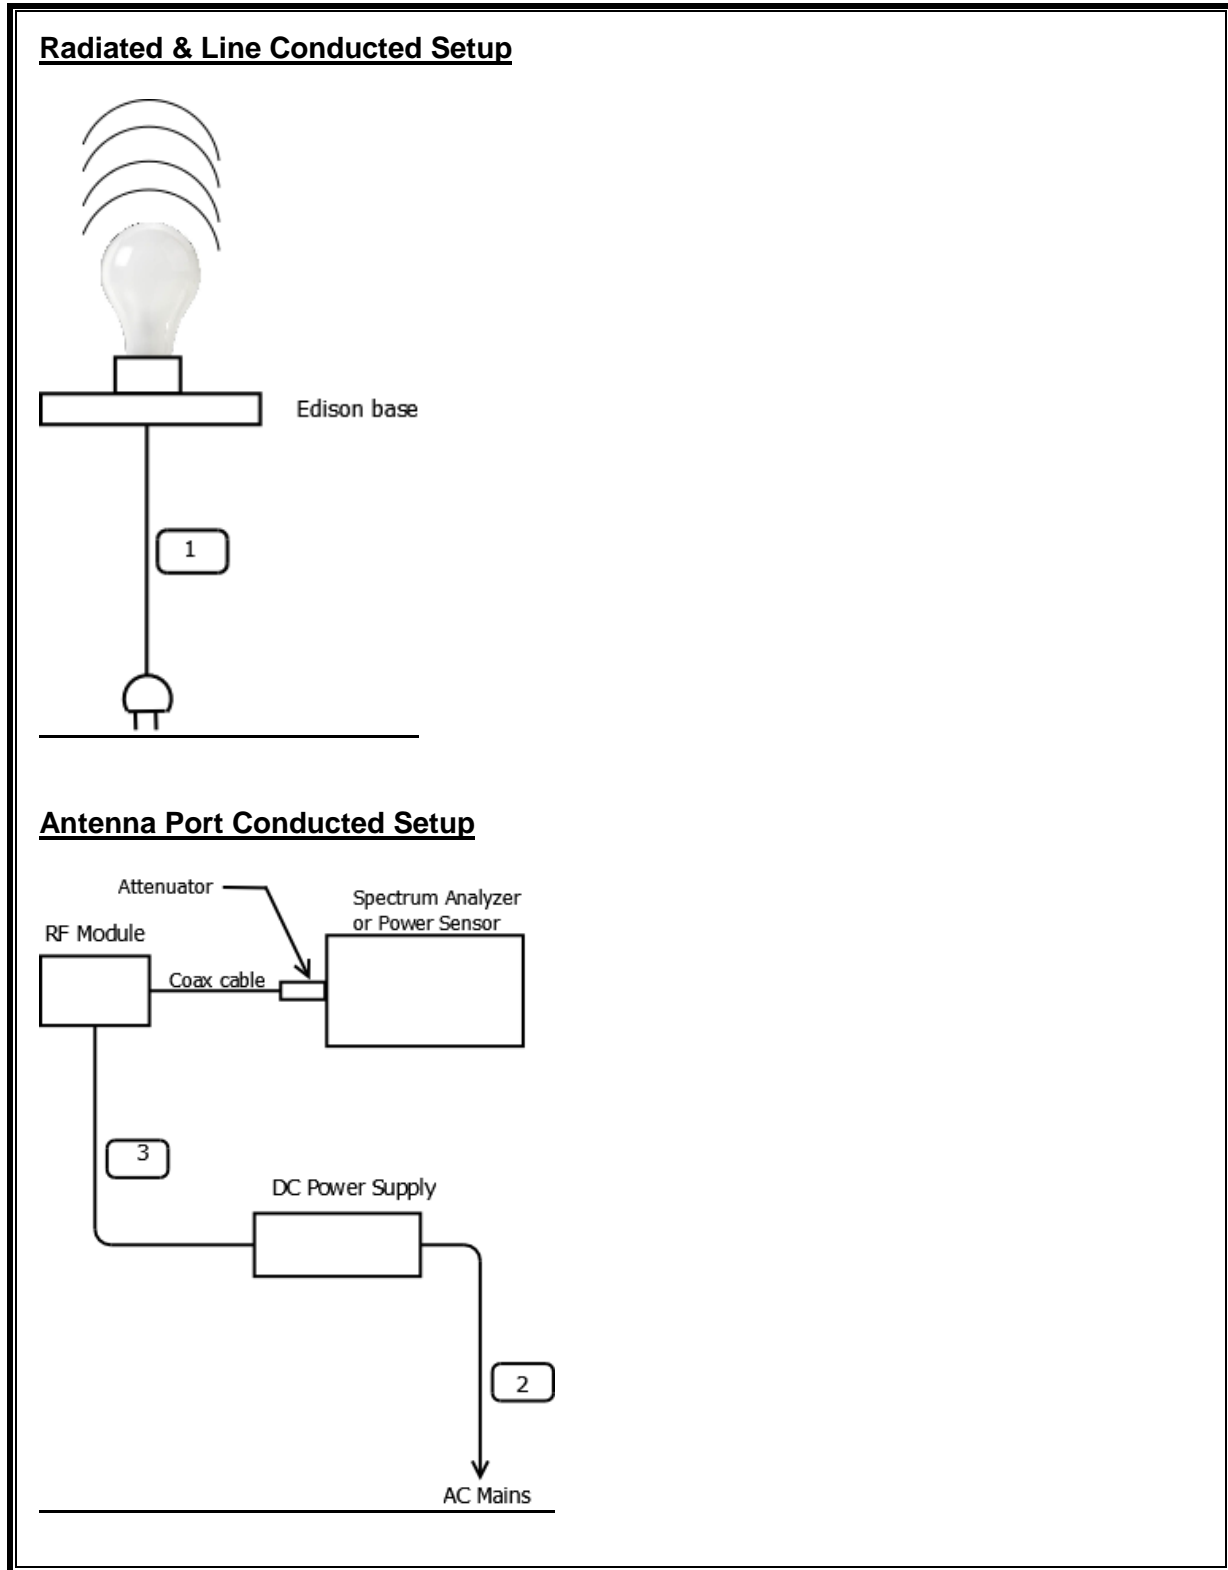 Radiated & Line Conducted Setup
Edison base
1
Antenna Port Conducted Setup
Attenuator
Spectrum Analyzer
or Power Sensor
RF Module
Coax cable
3
DC Power Supply
2
AC Mains